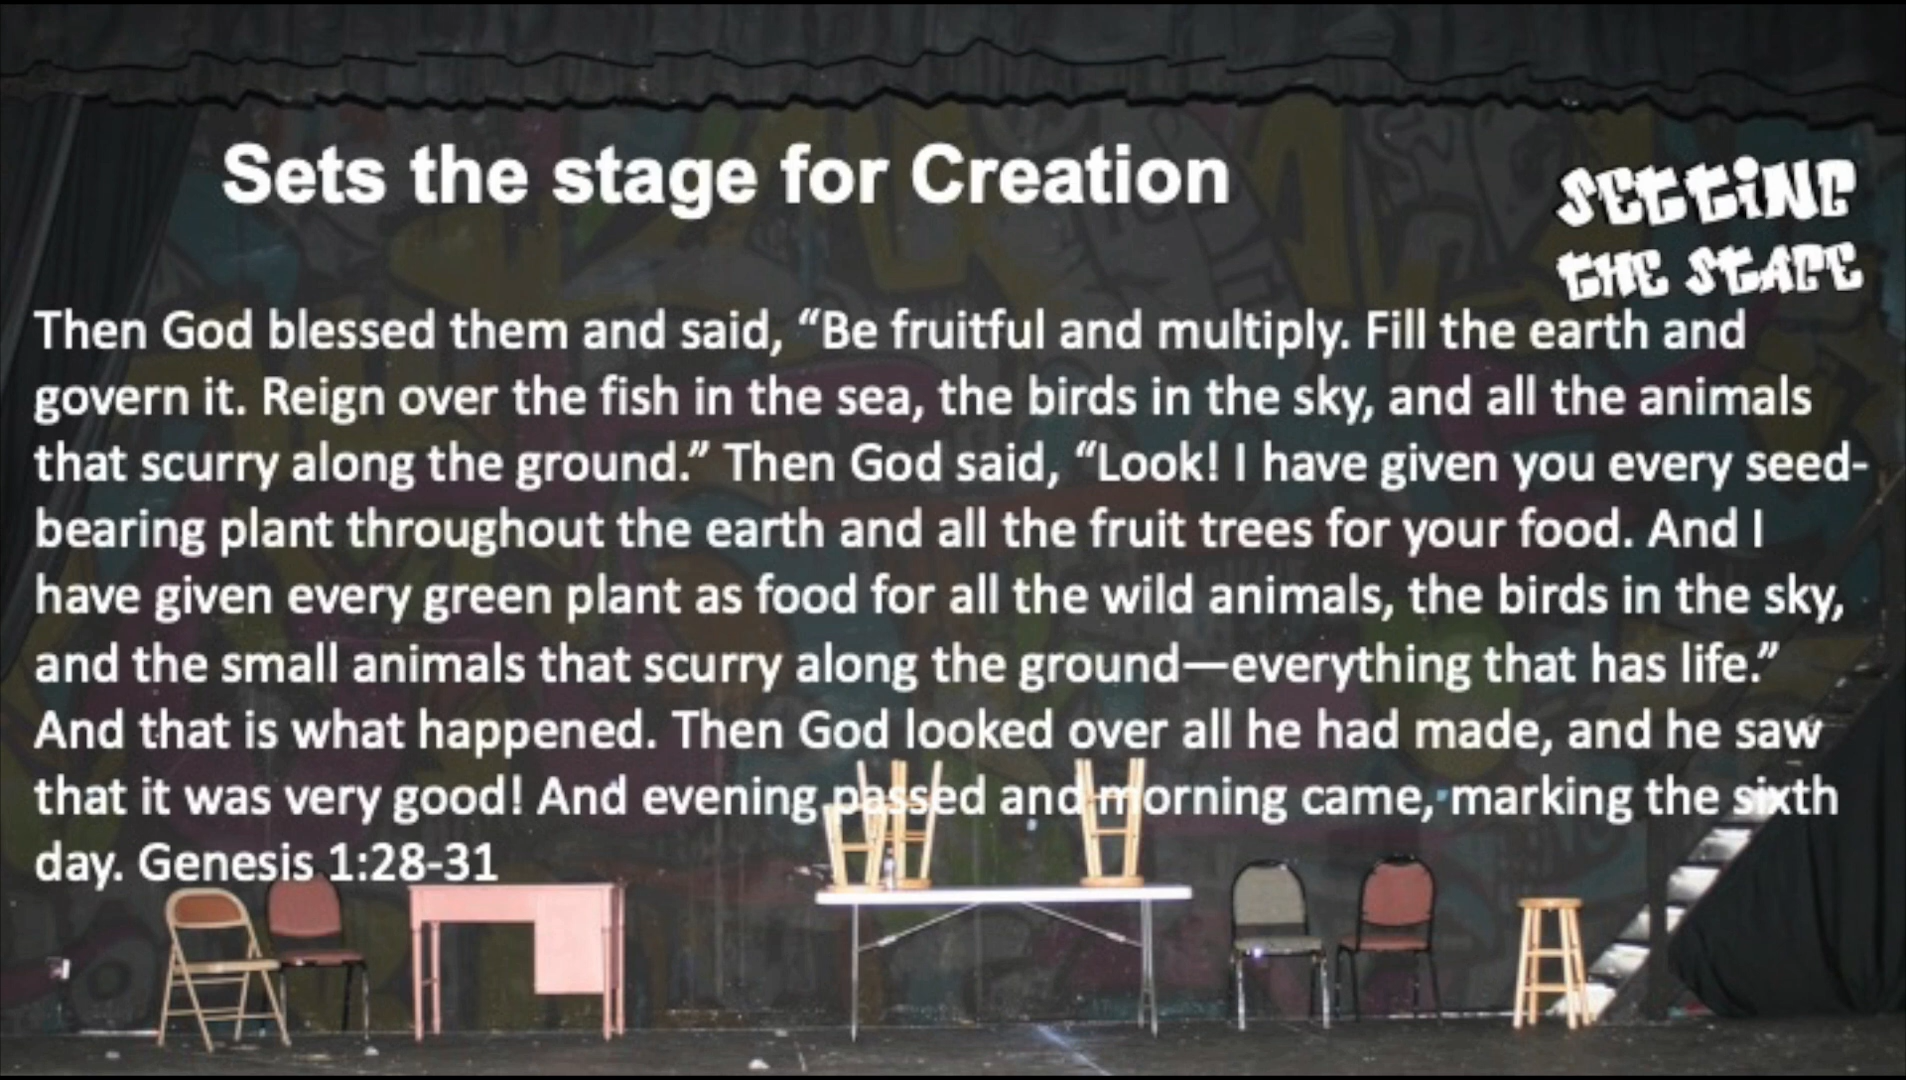 Sets the stage for Creation
SETTING
THE STAGE
Then God blessed them and said, “Be fruitful and multiply. Fill the earth and
govern it. Reign over the fish in the sea, the birds in the sky, and all the animals
that scurry along the ground.” Then God said, “Look! I have given you every seed-
bearing plant throughout the earth and all the fruit trees for your food. And I
have given every green plant as food for all the wild animals, the birds in the sky,
and the small animals that scurry along the ground—everything that has life.”
And that is what happened. Then God looked over all he had made, and he saw
that it was very good! And evening passed and morning came, marking the sixth
day. Genesis 1:28-31